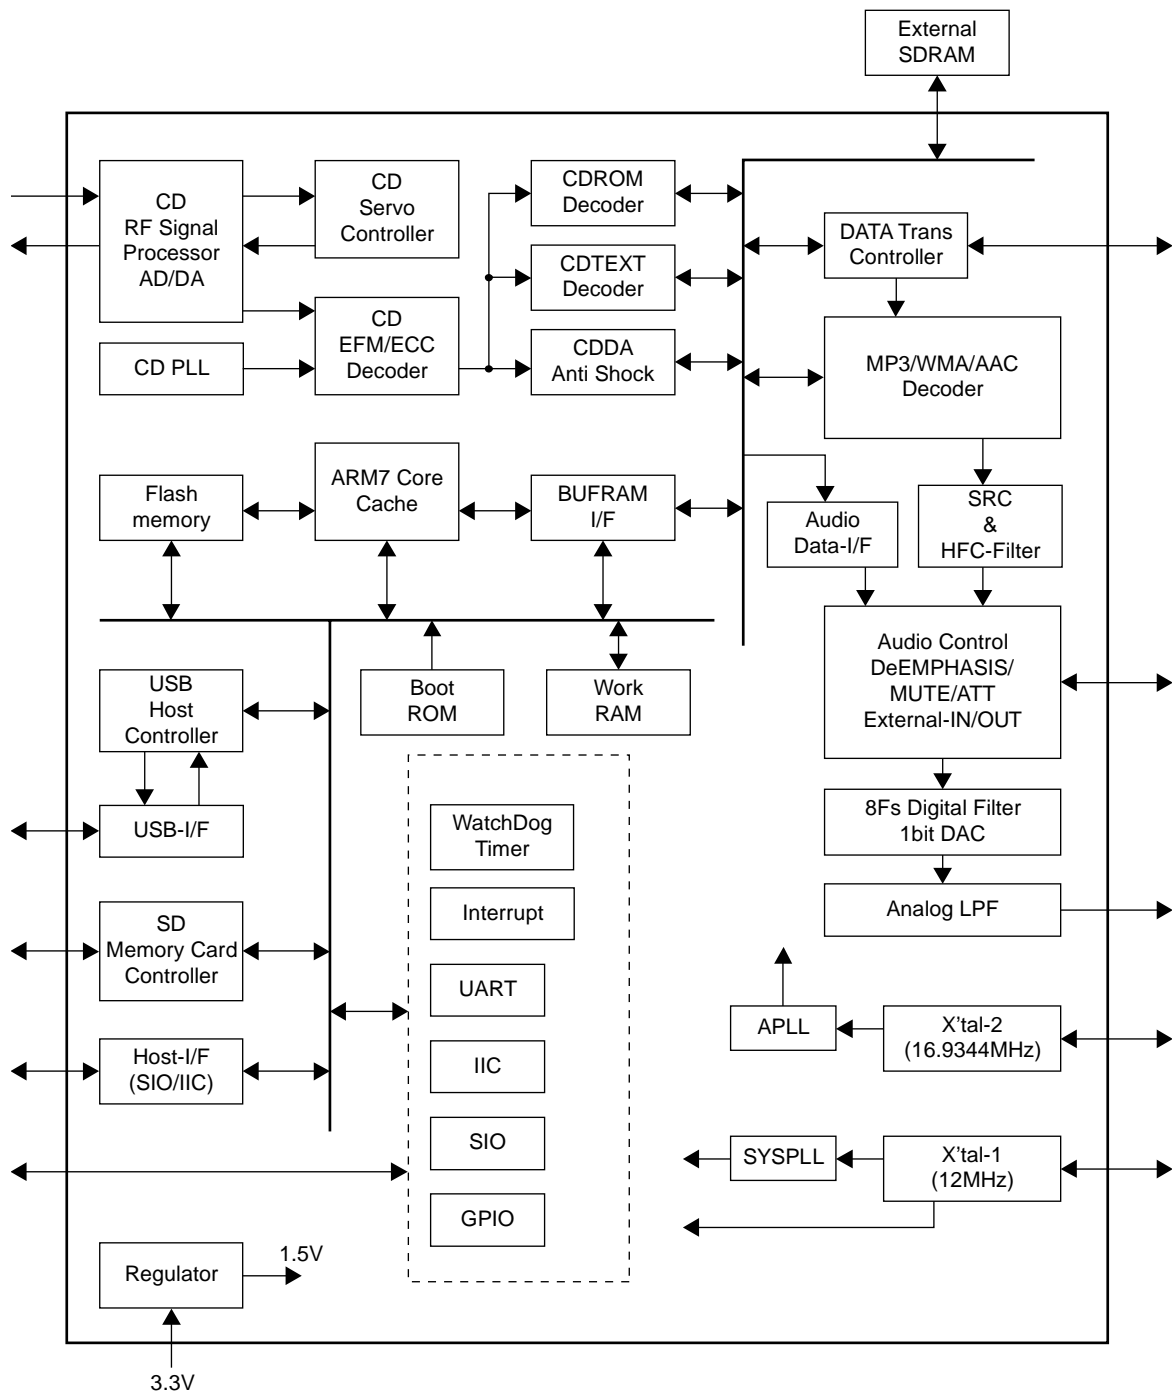 External
SDRAM
CD
RF Signal
Processor
AD/DA
CD
Servo
Controller
CDROM
Decoder
DATA Trans
Controller
CDTEXT
Decoder
CD PLL
CD
EFM/ECC
Decoder
CDDA
Anti Shock
MP3/WMA/AAC
Decoder
Flash
memory
ARM7 Core
Cache
BUFRAM
I/F
Audio
Data-I/F
SRC
&
HFC-Filter
USB
Host
Controller
Boot
ROM
Work
RAM
Audio Control
DeEMPHASIS/
MUTE/ATT
External-IN/OUT
USB-I/F
WatchDog
Timer
8Fs Digital Filter
1bit DAC
Interrupt
Analog LPF
SD
Memory Card
Controller
UART
APLL
X'tal-2
(16.9344MHz)
Host-I/F
(SIO/IIC)
IIC
SIO
SYSPLL
X'tal-1
(12MHz)
GPIO
Regulator
1.5V
3.3V